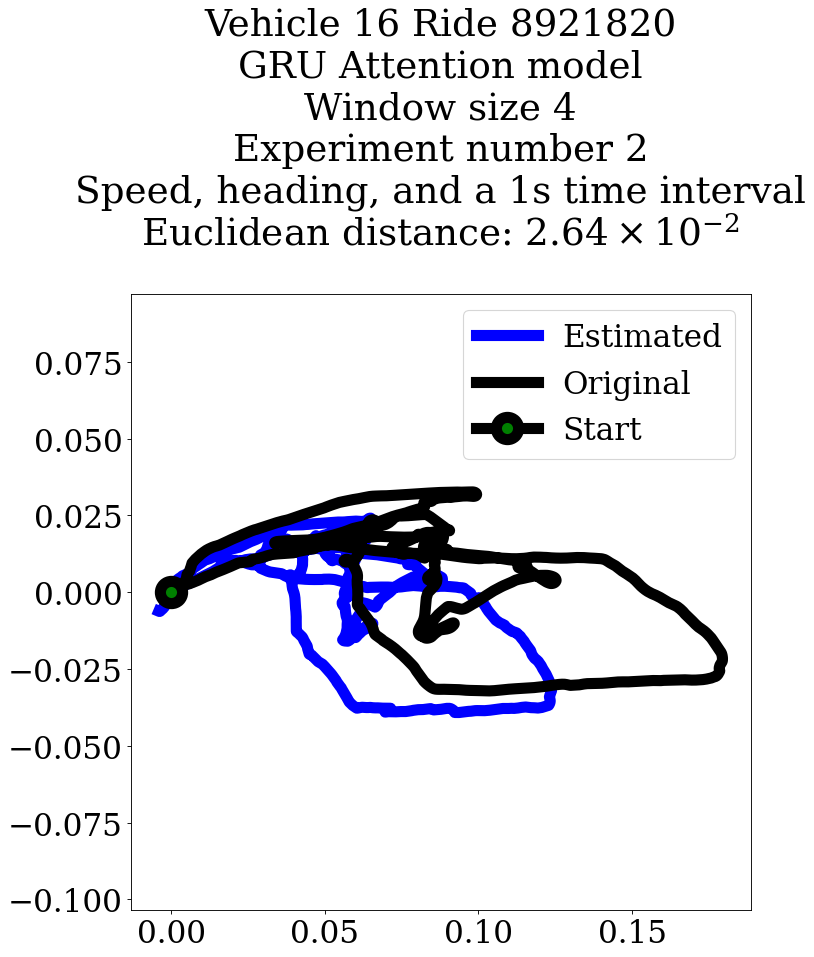 Vehicle 16 Ride 8921820
GRU Attention model
Window size 4
Experiment number 2
Speed, heading, and a 1s time interval
Euclidean distance: 2.64 × 10⁻²
Estimated
Original
Start
0.075
0.050
0.025
0.000
−0.025
−0.050
−0.075
−0.100
0.00 0.05 0.10 0.15